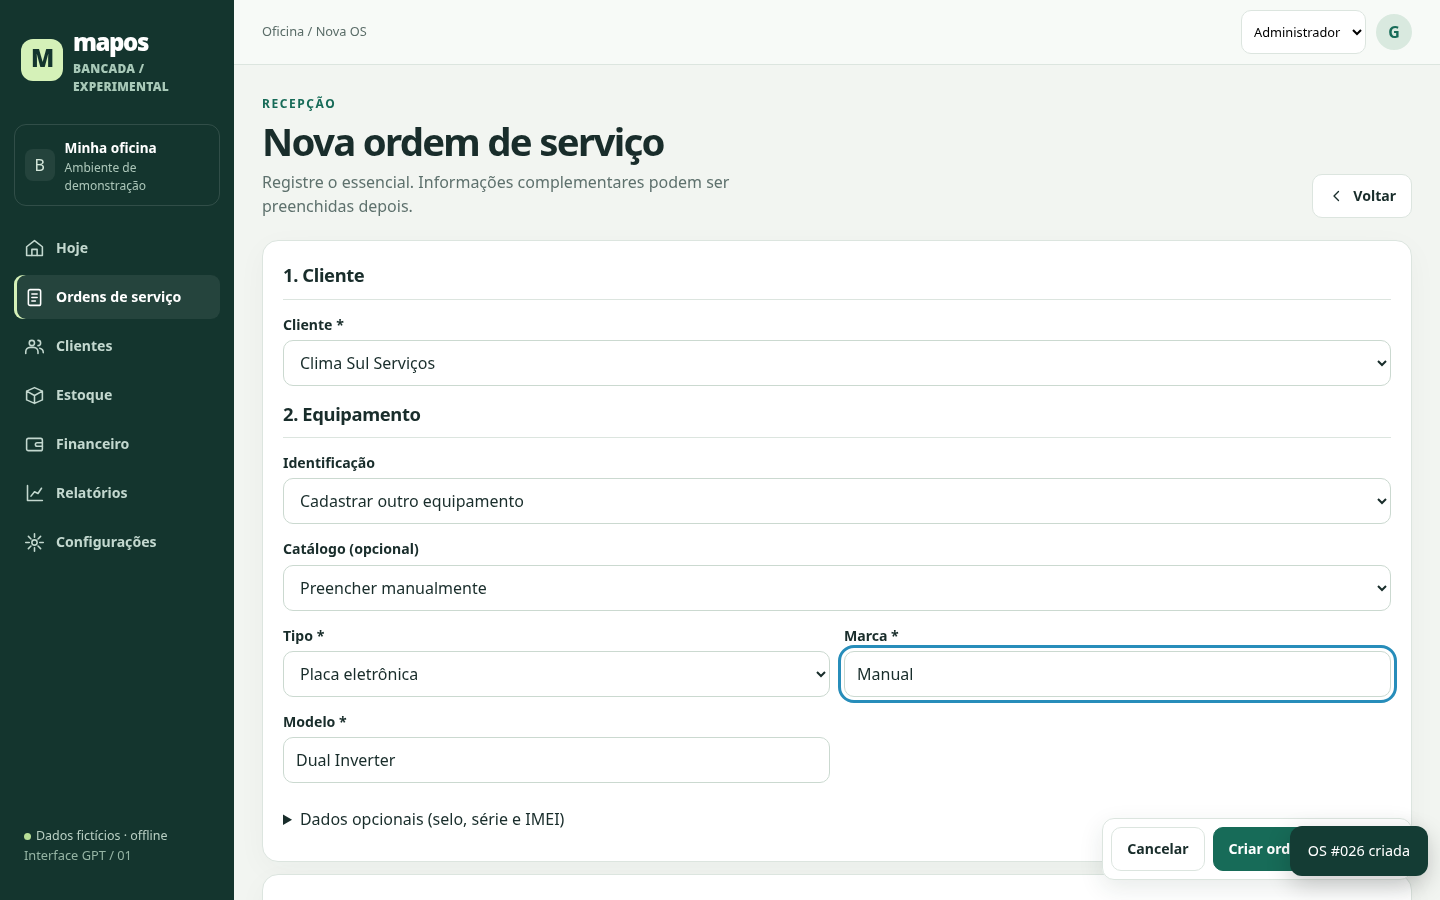 M
mapos
BANCADA /
EXPERIMENTAL
B
Minha oficina
Ambiente de
demonstração
Hoje
Ordens de serviço
Clientes
Estoque
Financeiro
Relatórios
Configurações
Dados fictícios · offline
Interface GPT / 01
Oficina / Nova OS
Administrador
G
RECEPÇÃO
Nova ordem de serviço
Registre o essencial. Informações complementares podem ser
preenchidas depois.
Voltar
1. Cliente
Cliente *
Clima Sul Serviços
2. Equipamento
Identificação
Cadastrar outro equipamento
Catálogo (opcional)
Preencher manualmente
Tipo *
Placa eletrônica
Marca *
Manual
Modelo *
Dual Inverter
Dados opcionais (selo, série e IMEI)
Cancelar
Criar ord
OS #026 criada